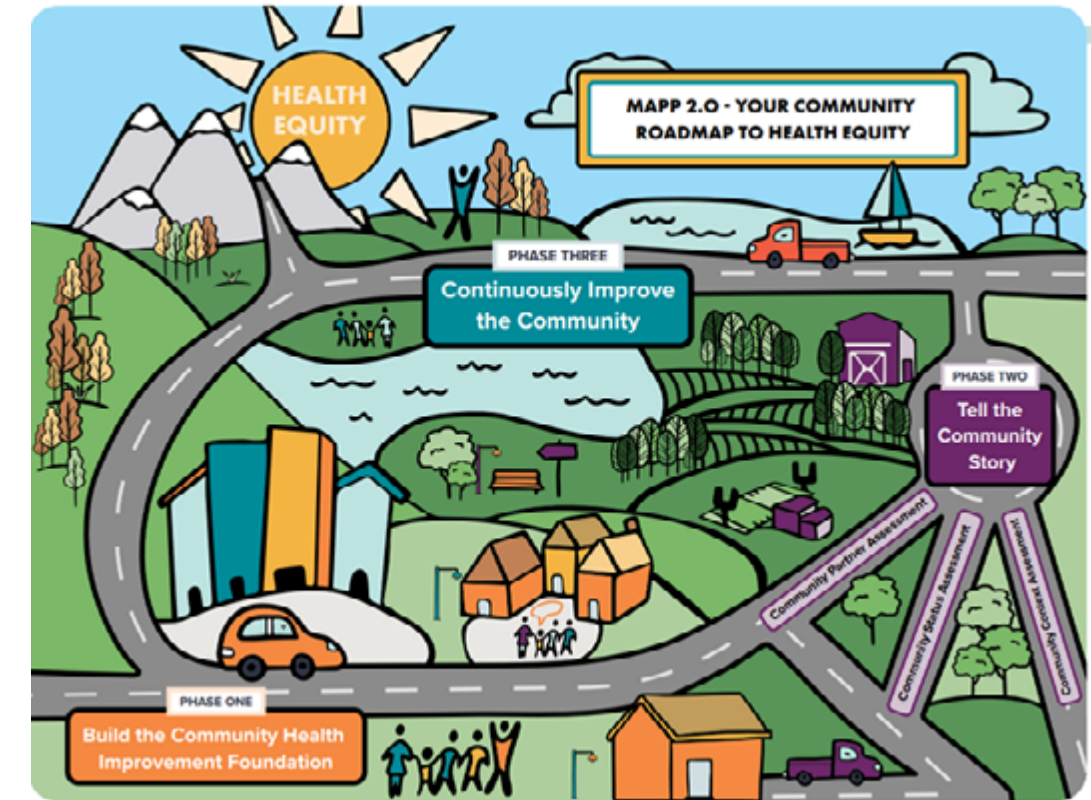 HEALTH
EQUITY
MAPP 2.0 - YOUR COMMUNITY
ROADMAP TO HEALTH EQUITY
PHASE THREE
Continuously Improve
the Community
PHASE TWO
Tell the
Community
Story
Community Partner Assessment
Community Status Assessment
Community Context Assessment
PHASE ONE
Build the Community Health
Improvement Foundation